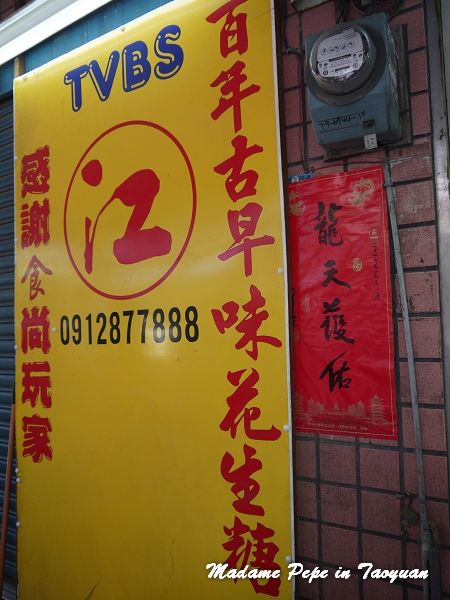 TVBS
百年古早味花生糖
江
感謝食尚玩家
0912877888
龍天護佑
Madame Pepe in Taoyuan